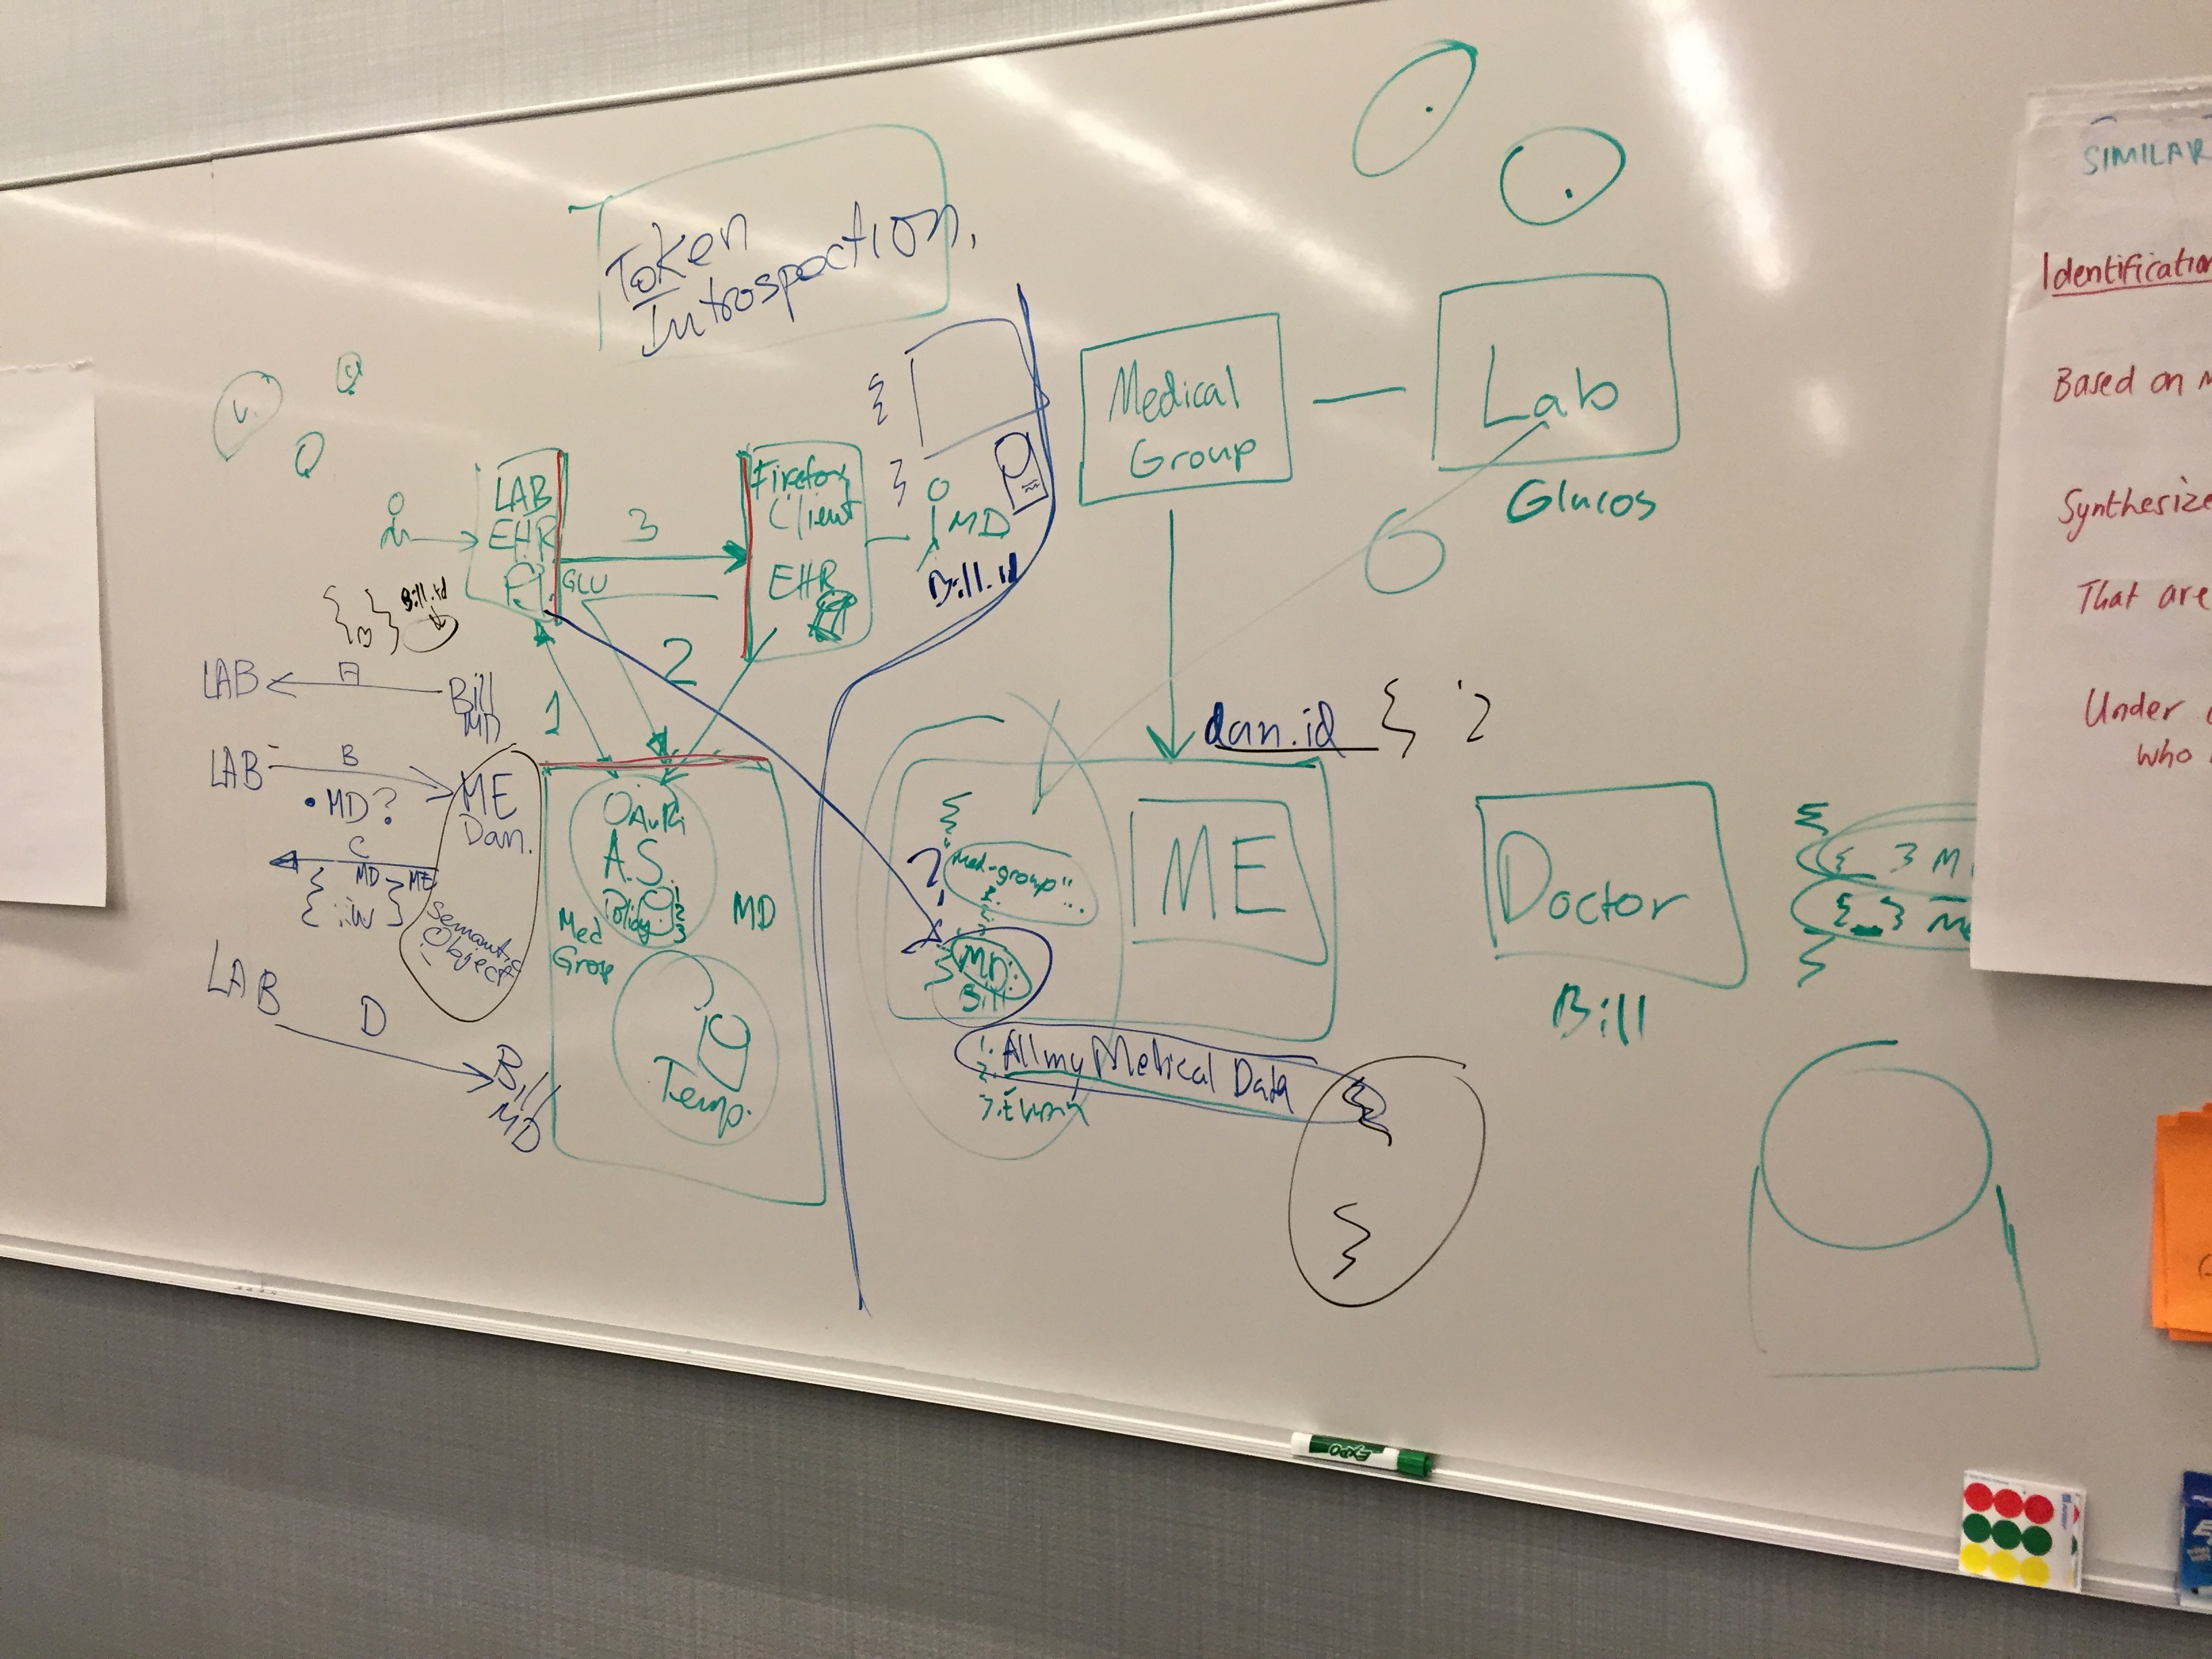 Token
Introspection.
LAB
EHR
GLU
3
Firefox
Client
EHR
MD
Bill.id
Bill.id
1
2
LAB
A
Bill
MD
LAB
B
MD?
ME
Dan.
C
MD
ME
Semantic
Object
LAB
D
Bill
MD
OAuth
A.S.
Policy
1
2
3
Med
Group
MD
Temp.
Medical
Group
Lab
Glucos
dan.id
"Med-group"
ME
MD
Bill
1. All my Medical Data
2.
3.
Doctor
Bill
3 M
SIMILAR
Identification
Based on
Synthesize
That are
Under
who
EXPO